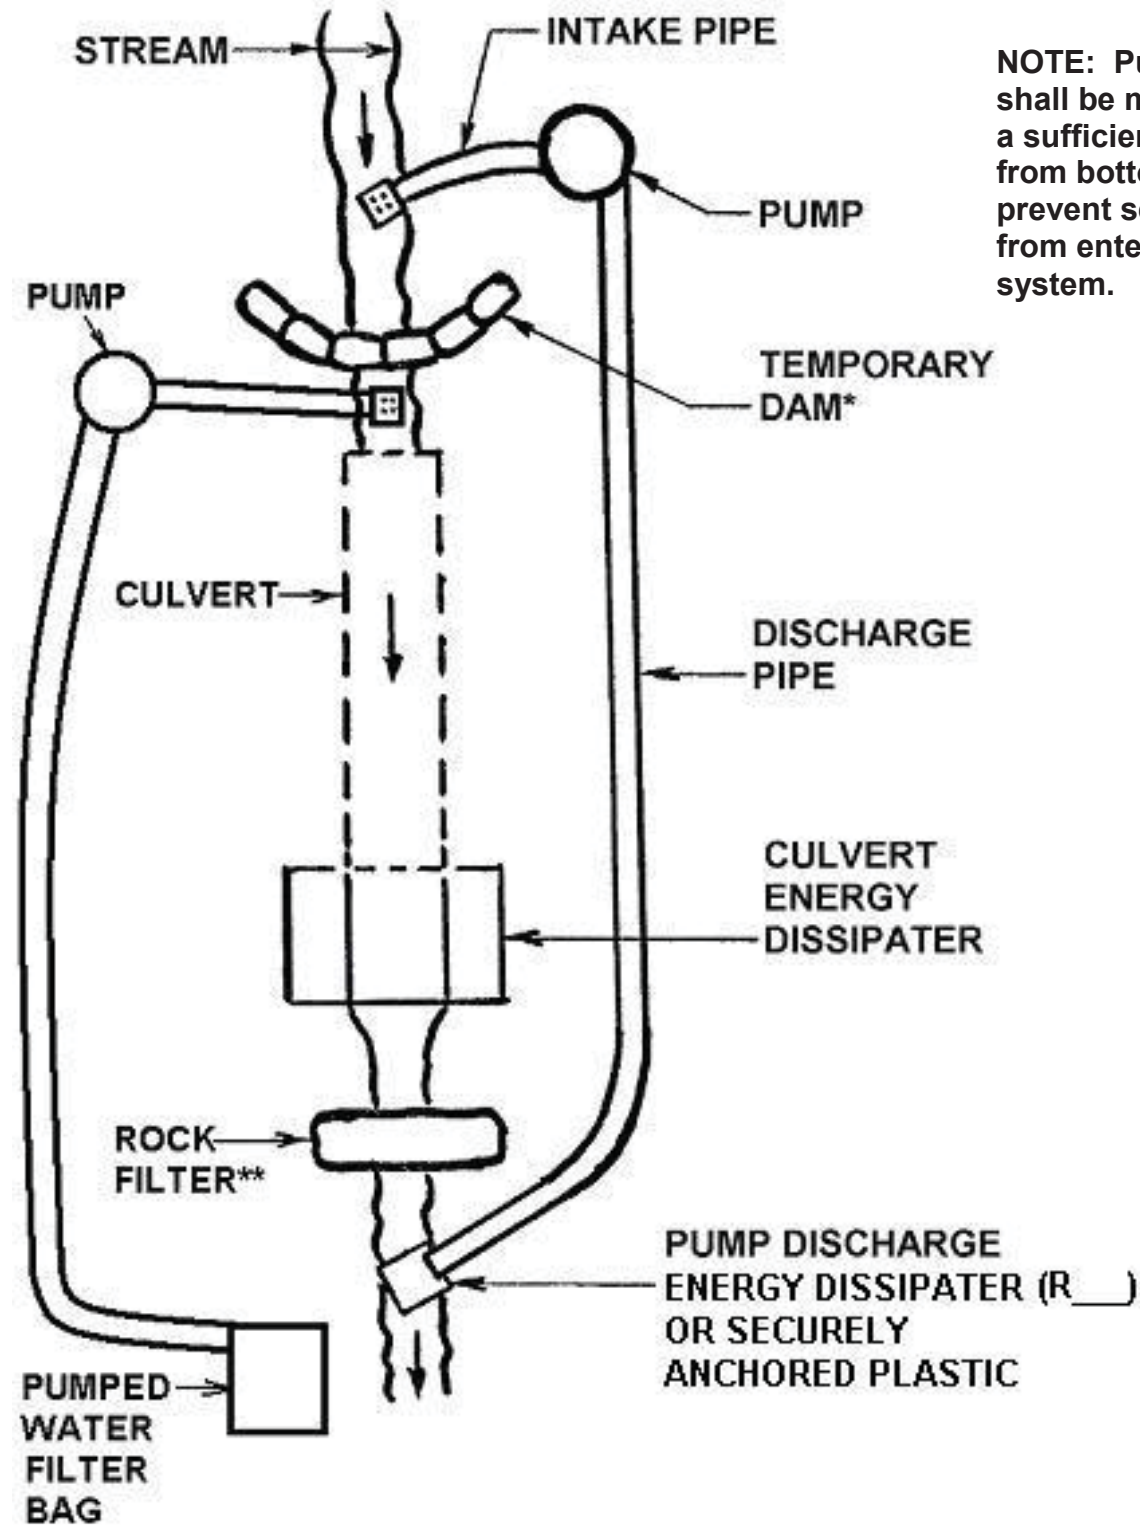 STREAM
INTAKE PIPE
NOTE: Pu
shall be m
a sufficien
from botto
prevent se
from ente
system.
PUMP
PUMP
TEMPORARY
DAM*
CULVERT
DISCHARGE
PIPE
CULVERT
ENERGY
DISSIPATER
ROCK
FILTER**
PUMP DISCHARGE
ENERGY DISSIPATER (R___)
OR SECURELY
ANCHORED PLASTIC
PUMPED
WATER
FILTER
BAG